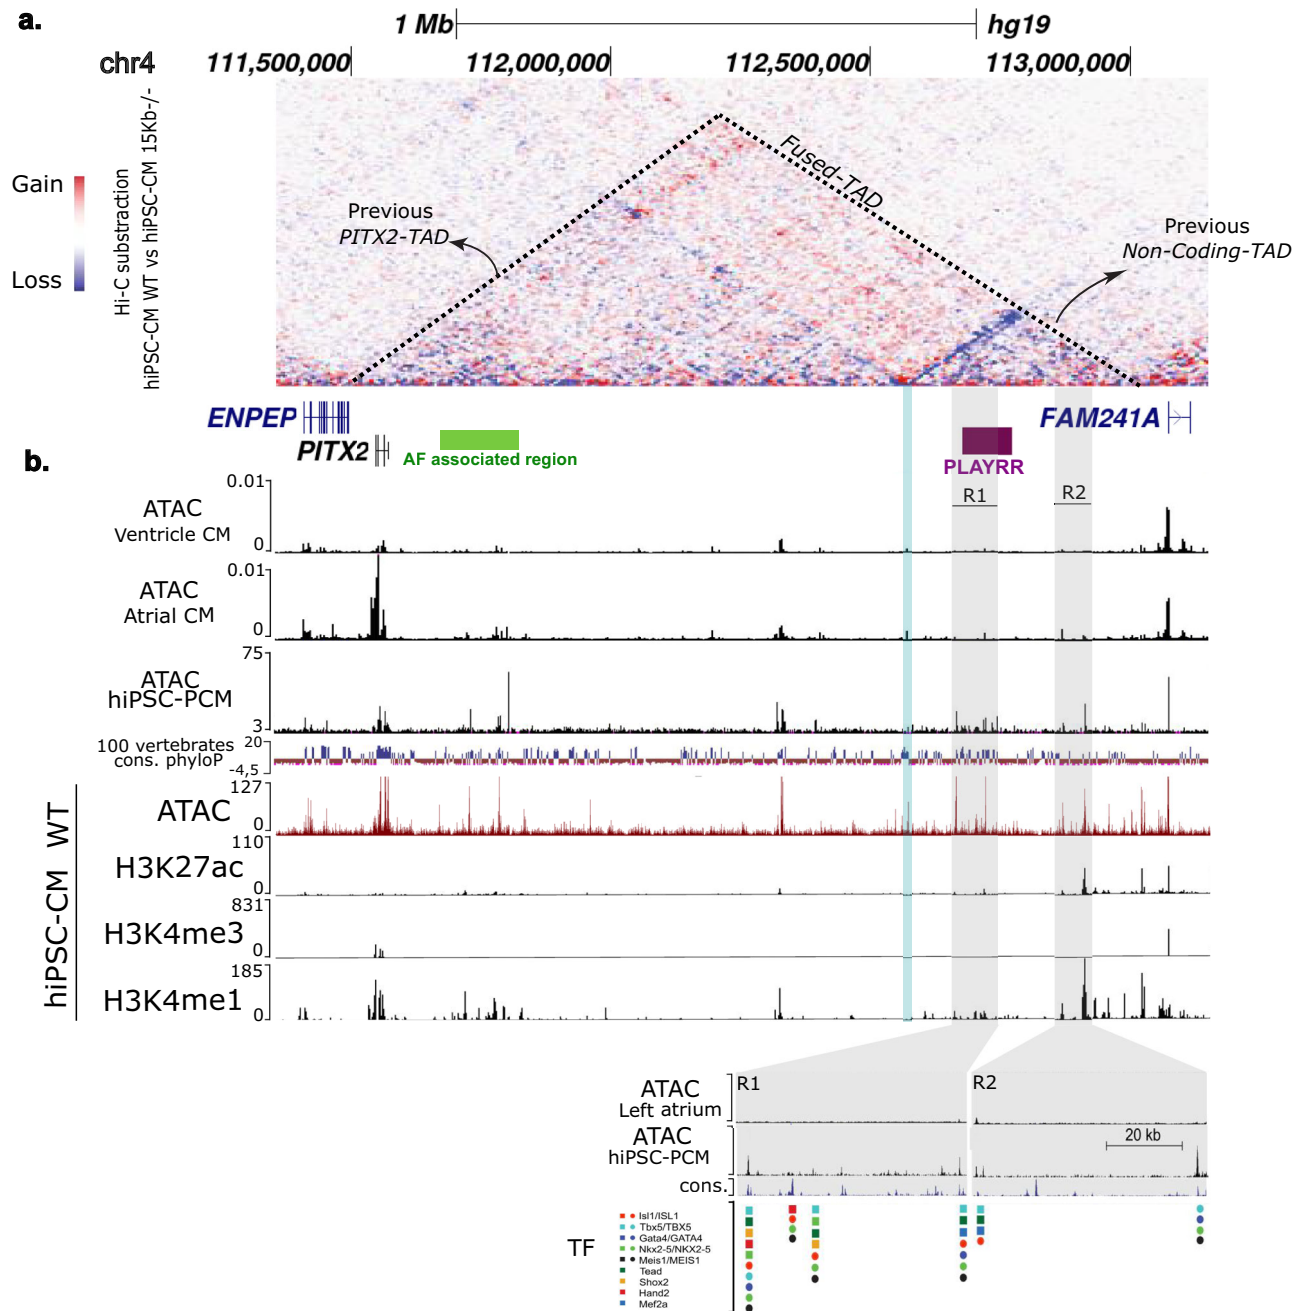 a.
1 Mb
hg19
chr4
111,500,000
112,000,000
112,500,000
113,000,000
Hi-C substraction
hiPSC-CM WT vs hiPSC-CM 15Kb-/-
Gain
Loss
Previous
PITX2-TAD
Fused-TAD
Previous
Non-Coding-TAD
ENPEP
PITX2
AF associated region
PLAYRR
FAM241A
b.
R1
R2
ATAC
Ventricle CM
0.01
0
ATAC
Atrial CM
0.01
0
ATAC
hiPSC-PCM
75
3
100 vertebrates
cons. phyloP
20
-4,5
hiPSC-CM WT
ATAC
127
0
H3K27ac
110
0
H3K4me3
831
0
H3K4me1
185
0
R1
R2
ATAC
Left atrium
ATAC
hiPSC-PCM
20 kb
cons.
TF
Isl1/ISL1
Tbx5/TBX5
Gata4/GATA4
Nkx2-5/NKX2-5
Meis1/MEIS1
Tead
Shox2
Hand2
Mef2a